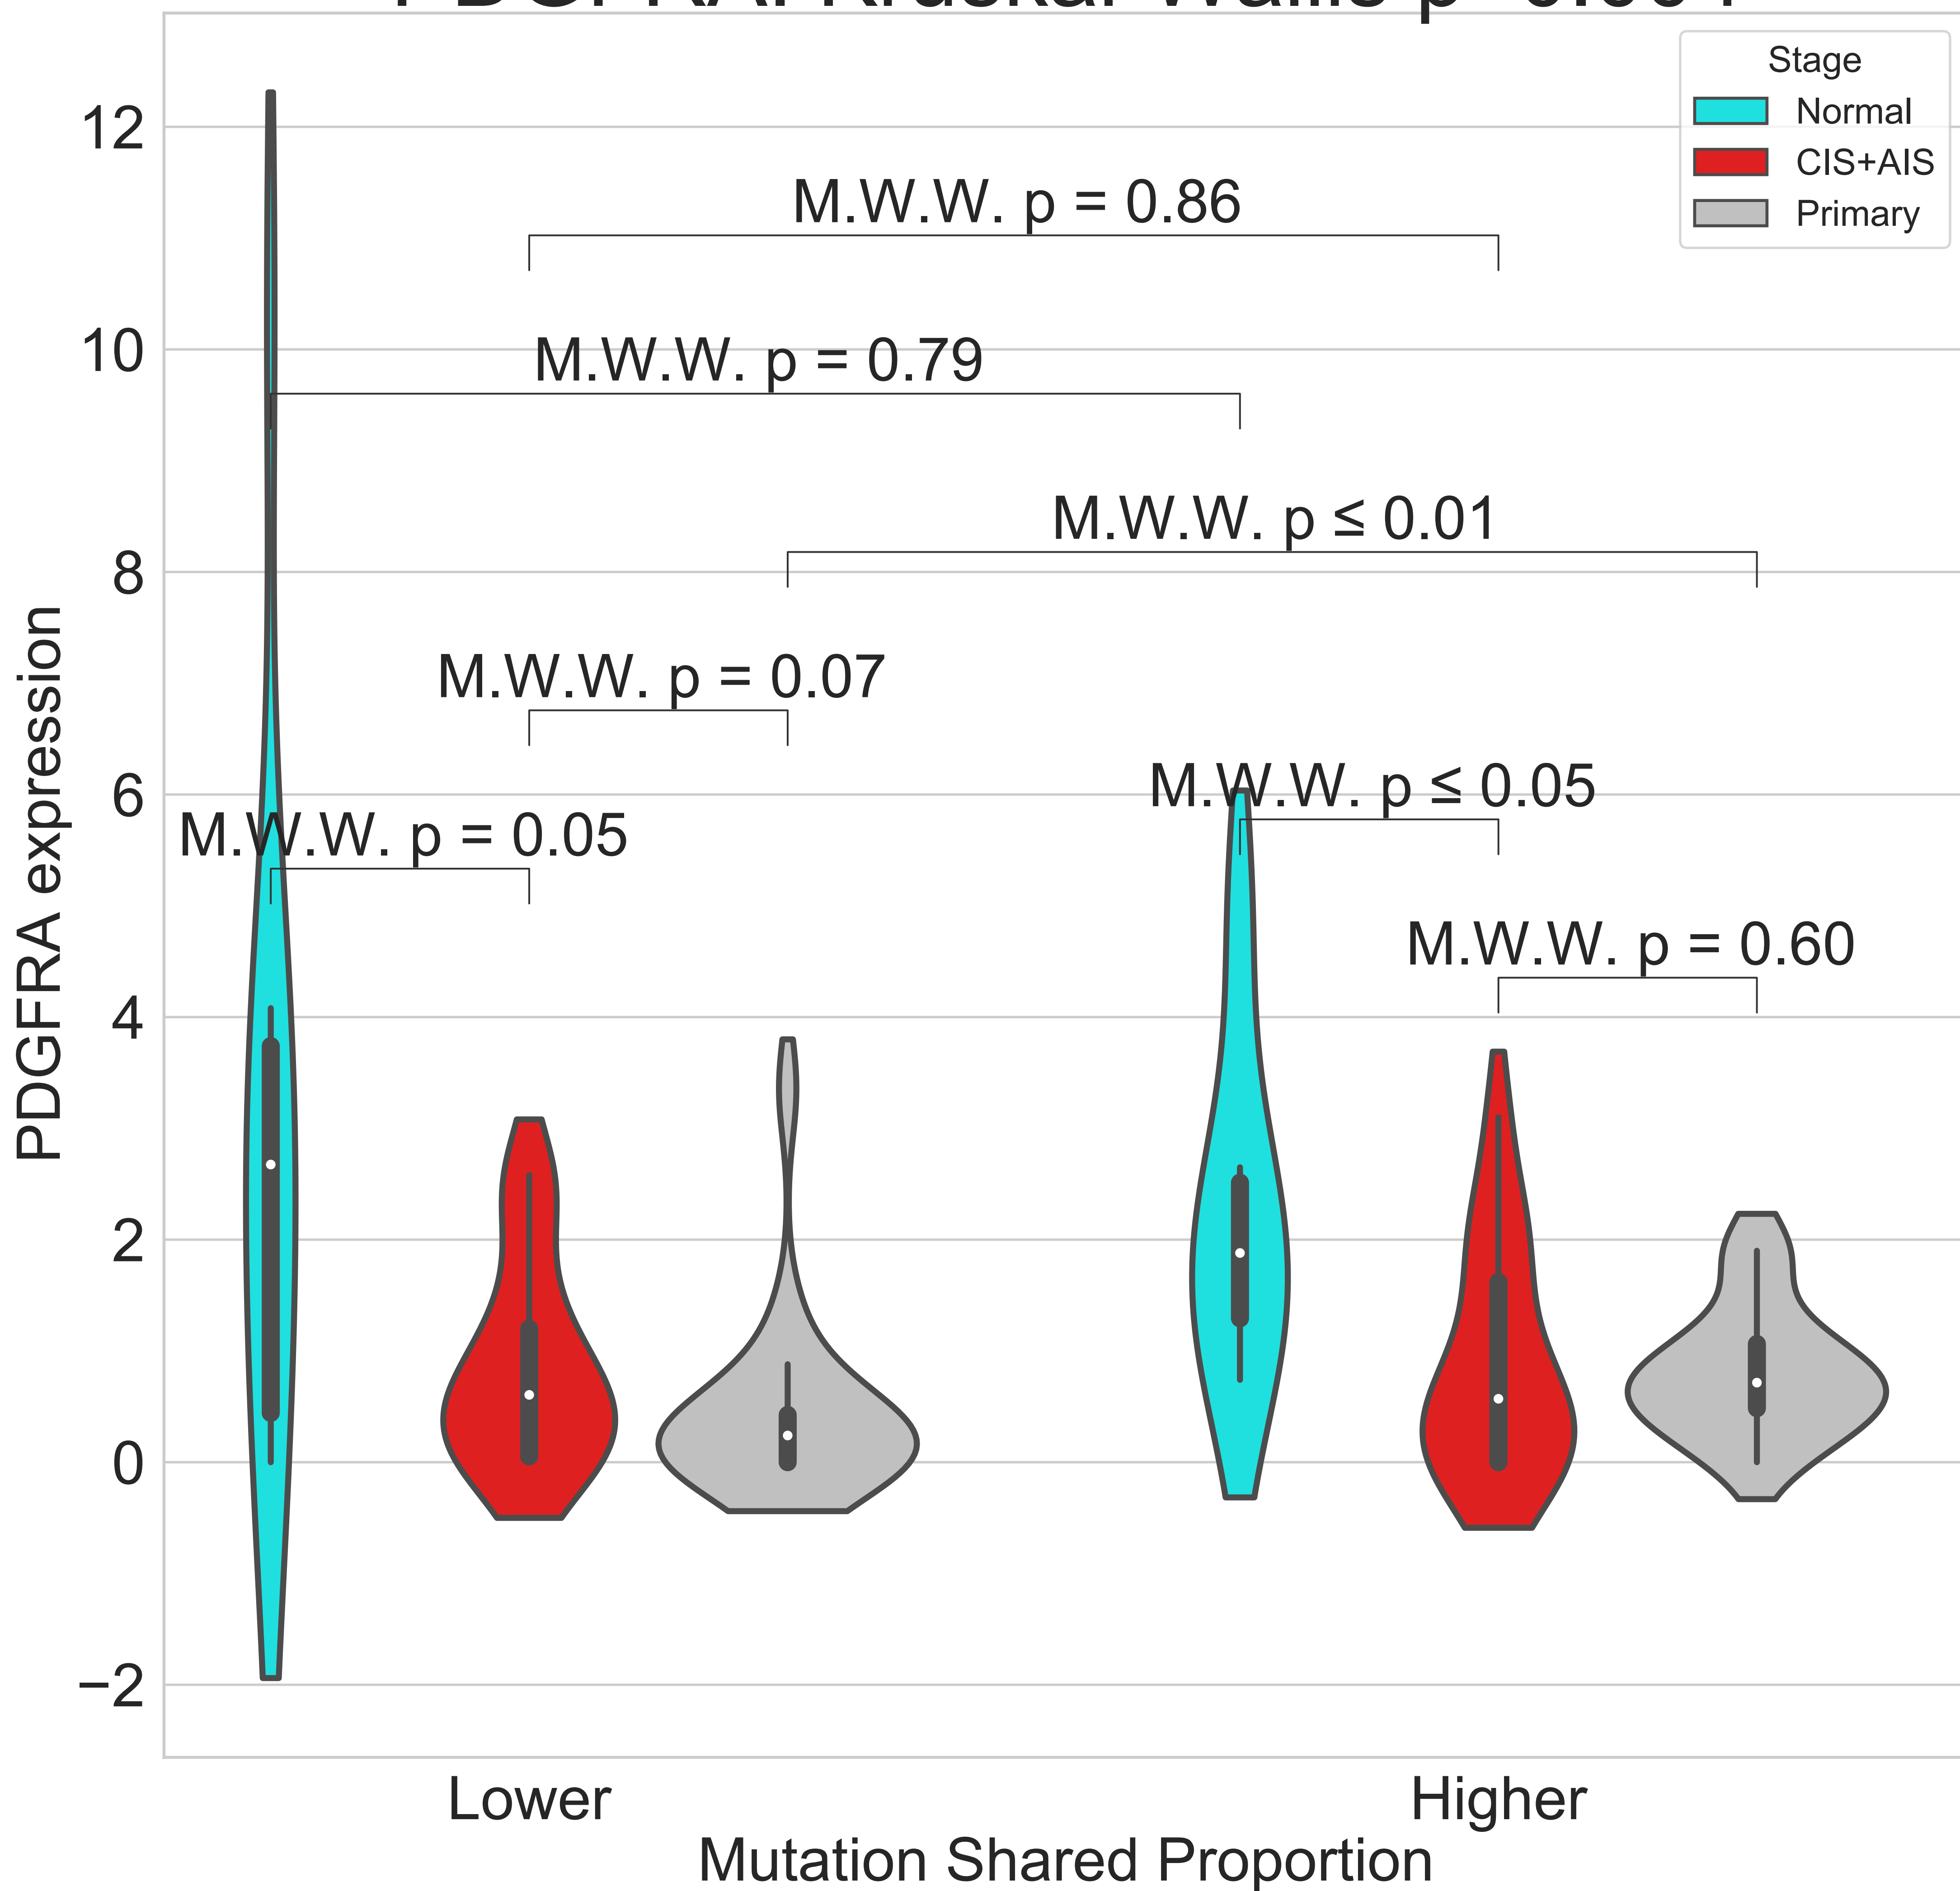 Stage
Normal
CIS+AIS
Primary
12
10
8
6
4
2
0
−2
PDGFRA expression
M.W.W. p = 0.86
M.W.W. p = 0.79
M.W.W. p ≤ 0.01
M.W.W. p = 0.07
M.W.W. p ≤ 0.05
M.W.W. p = 0.05
M.W.W. p = 0.60
Lower
Higher
Mutation Shared Proportion